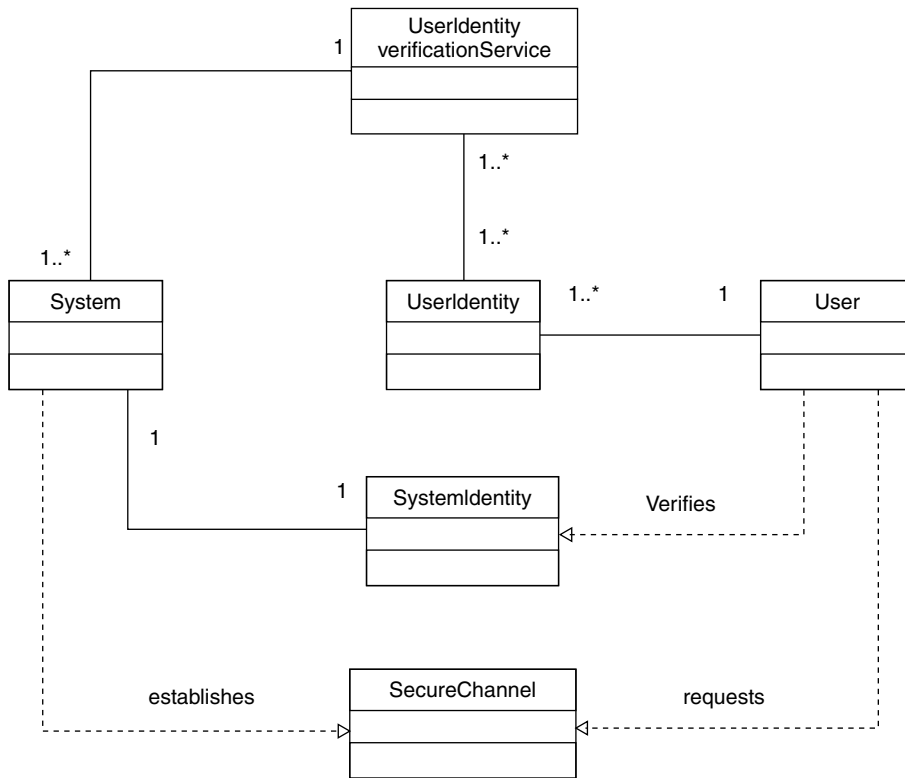 UserIdentity
verificationService
1
1..*
1..*
1..*
System
UserIdentity
1..*
1
User
1
1
SystemIdentity
Verifies
SecureChannel
establishes
requests